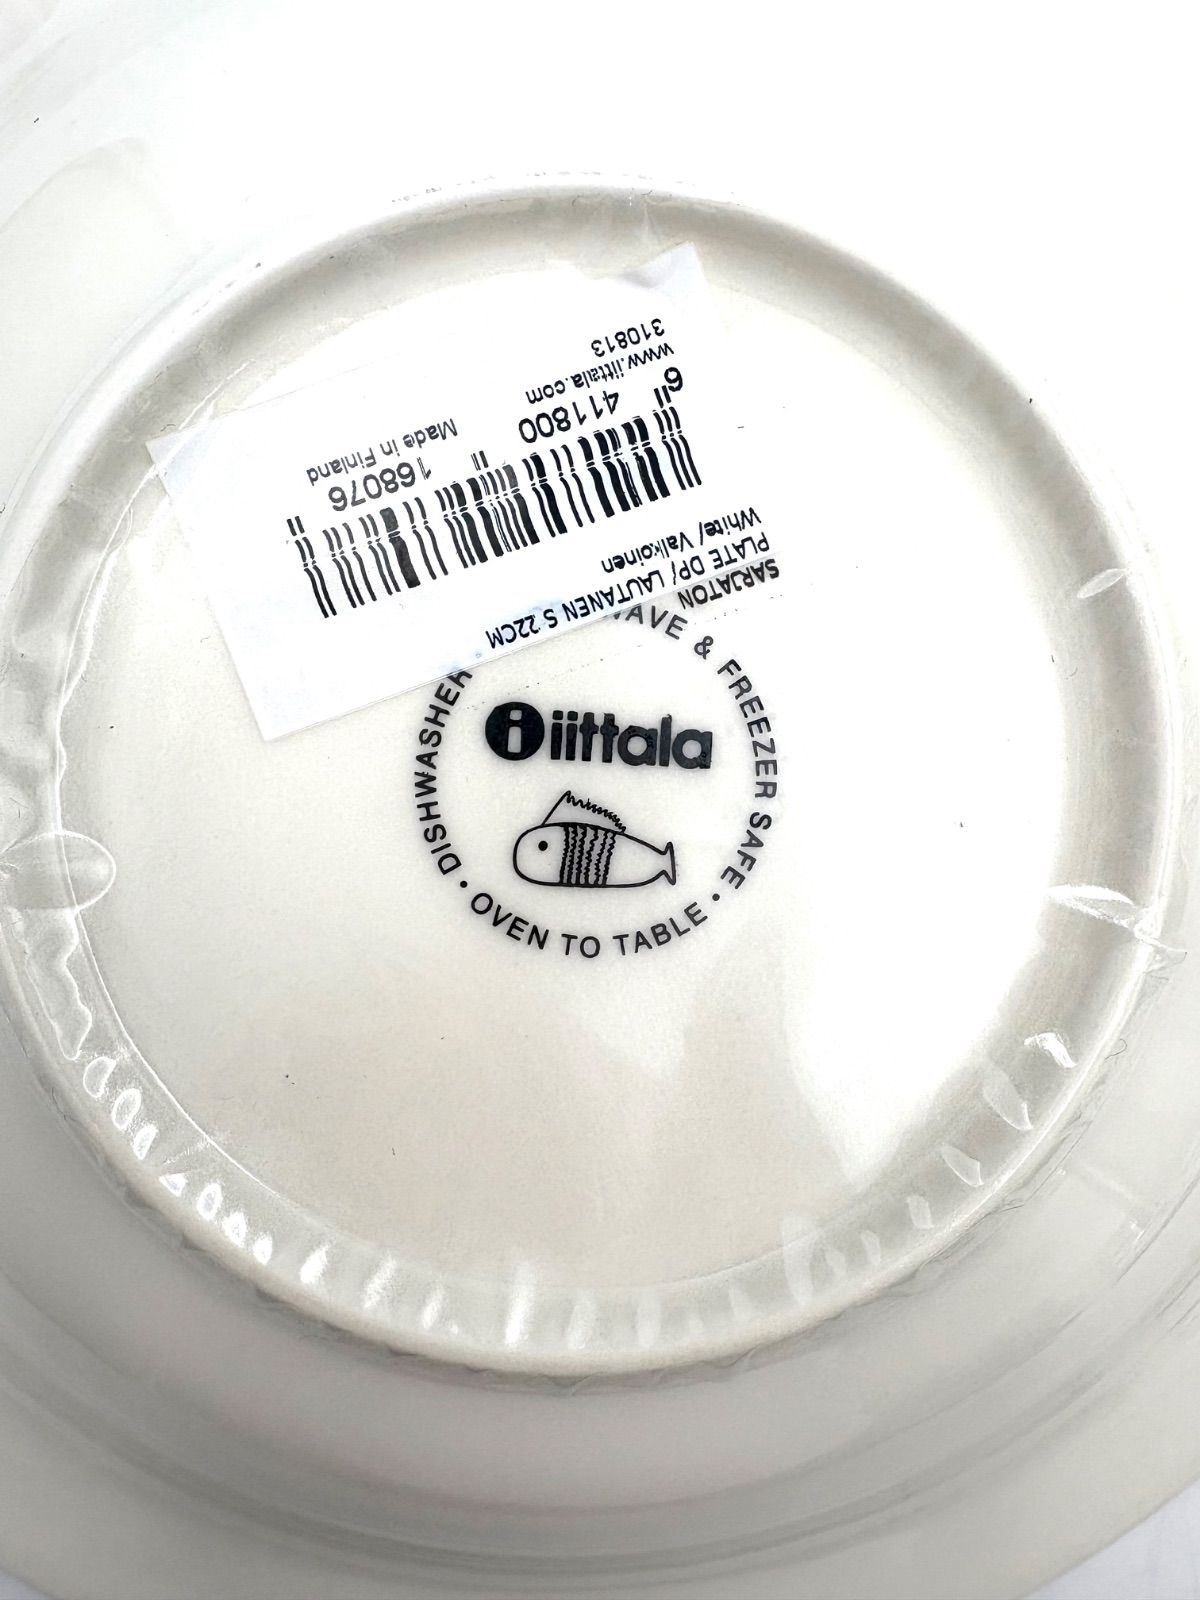 SARJATON
PLATE DP/ LAUTANEN S 22CM
White/ Valkoinen
6 411800 168076
www.iittala.com
Made in Finland
310813
iittala
DISHWASHER
& FREEZER SAFE • OVEN TO TABLE •